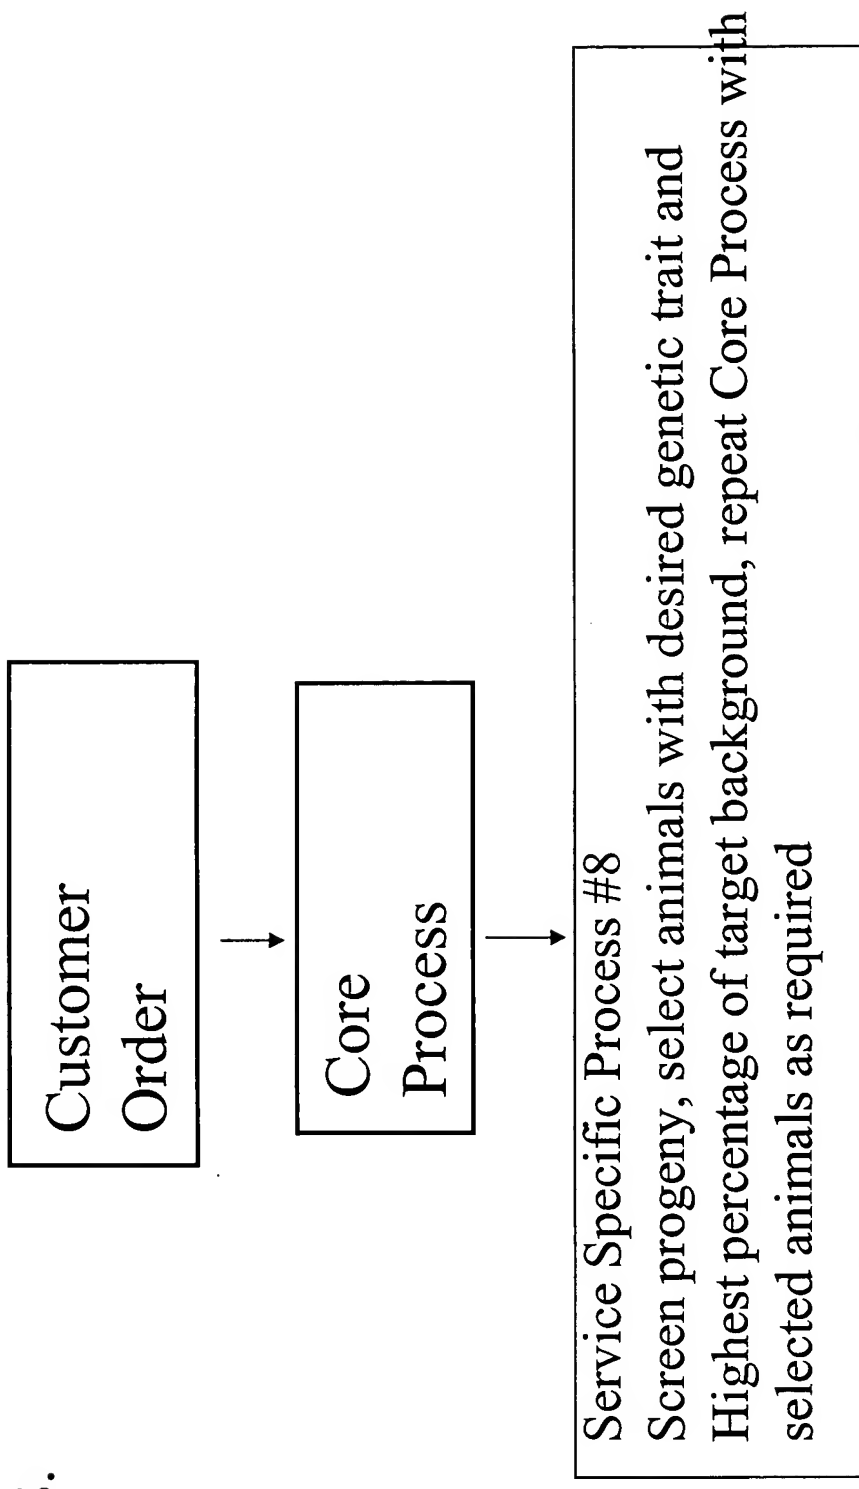 Customer
Order
Core
Process
Service Specific Process #8
Screen progeny, select animals with desired genetic trait and
Highest percentage of target background, repeat Core Process with
selected animals as required